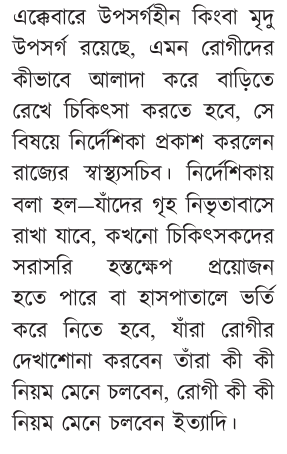 এক্কেবারে উপসর্গহীন কিংবা মৃদু
উপসর্গ রয়েছে, এমন রোগীদের
কীভাবে আলাদা করে বাড়িতে
রেখে চিকিৎসা করতে হবে, সে
বিষয়ে নির্দেশিকা প্রকাশ করলেন
রাজ্যের স্বাস্থ্যসচিব। নির্দেশিকায়
বলা হল—যাঁদের গৃহ নিভৃতাবাসে
রাখা যাবে, কখনো চিকিৎসকদের
সরাসরি হস্তক্ষেপ প্রয়োজন
হতে পারে বা হাসপাতালে ভর্তি
করে নিতে হবে, যাঁরা রোগীর
দেখাশোনা করবেন তাঁরা কী কী
নিয়ম মেনে চলবেন, রোগী কী কী
নিয়ম মেনে চলবেন ইত্যাদি।